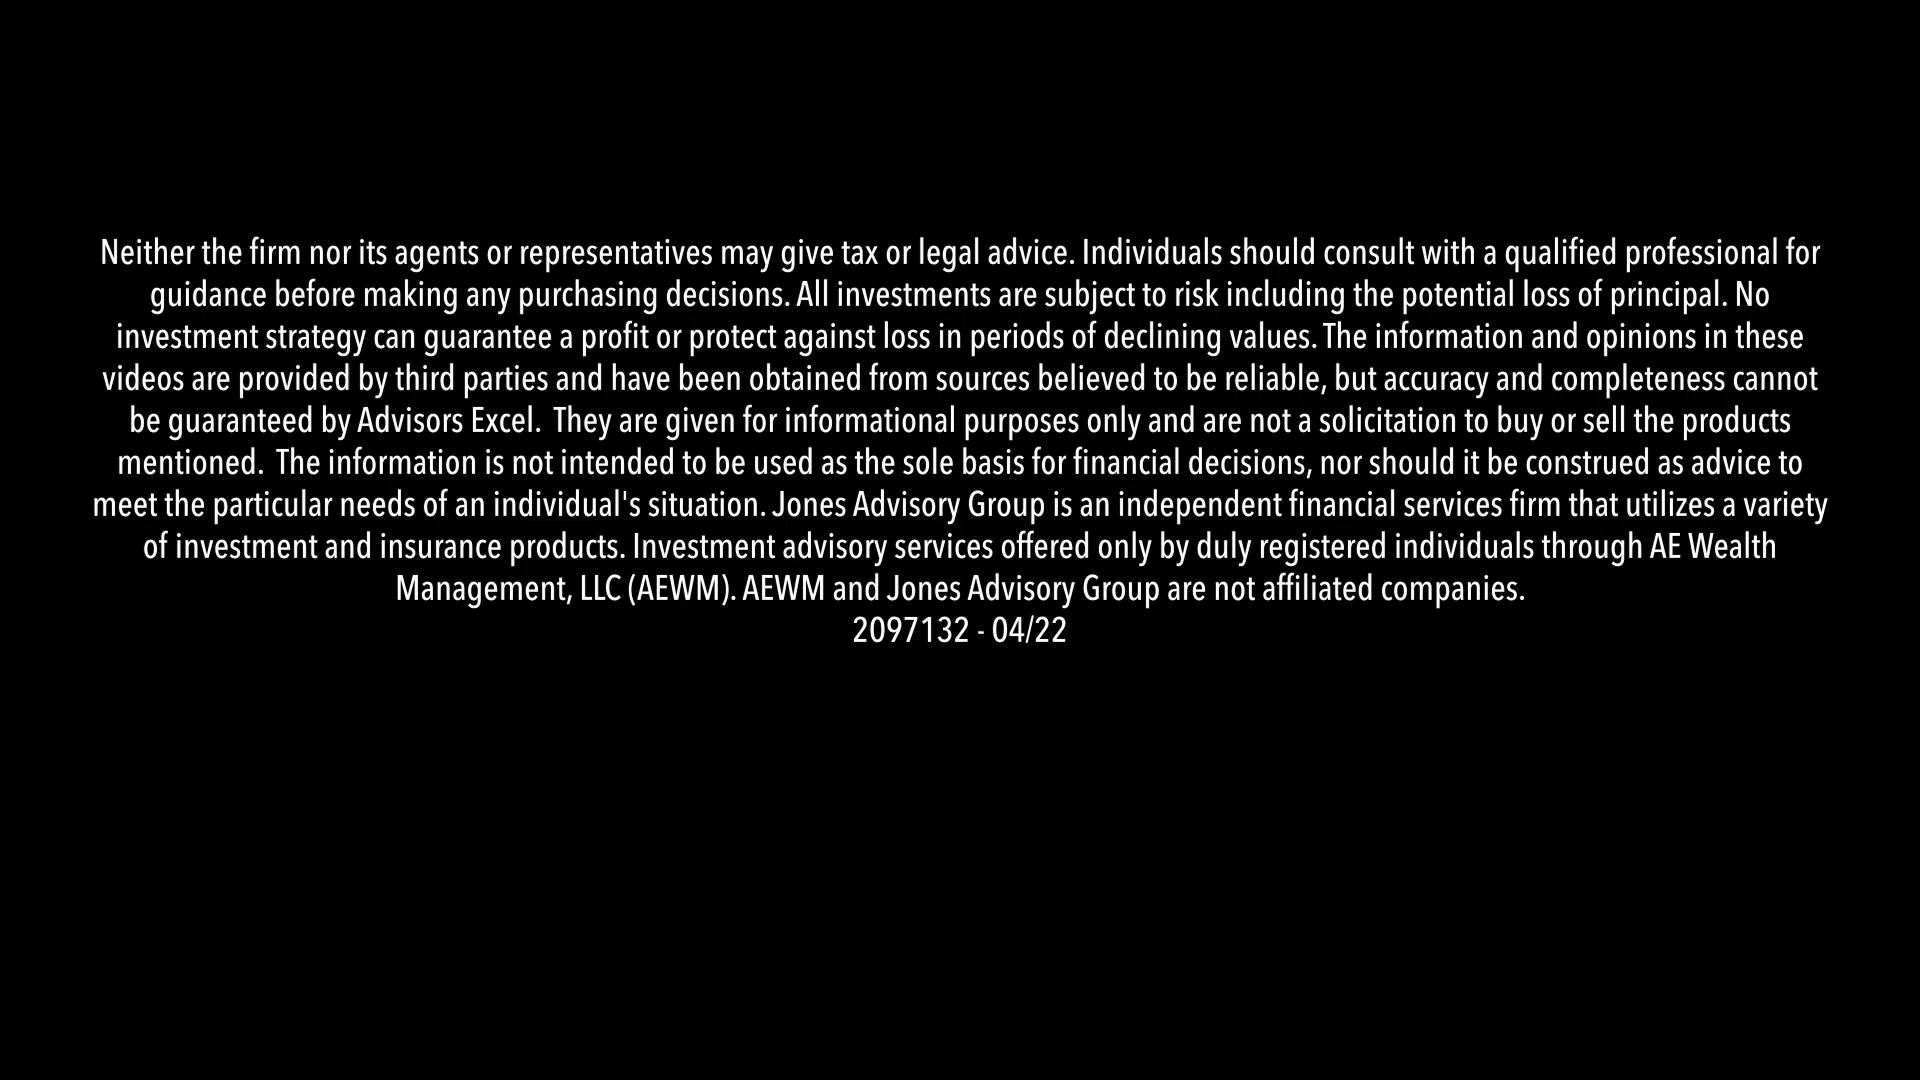 Neither the firm nor its agents or representatives may give tax or legal advice. Individuals should consult with a qualified professional for
guidance before making any purchasing decisions. All investments are subject to risk including the potential loss of principal. No
investment strategy can guarantee a profit or protect against loss in periods of declining values. The information and opinions in these
videos are provided by third parties and have been obtained from sources believed to be reliable, but accuracy and completeness cannot
be guaranteed by Advisors Excel.  They are given for informational purposes only and are not a solicitation to buy or sell the products
mentioned.  The information is not intended to be used as the sole basis for financial decisions, nor should it be construed as advice to
meet the particular needs of an individual's situation. Jones Advisory Group is an independent financial services firm that utilizes a variety
of investment and insurance products. Investment advisory services offered only by duly registered individuals through AE Wealth
Management, LLC (AEWM). AEWM and Jones Advisory Group are not affiliated companies.
2097132 - 04/22